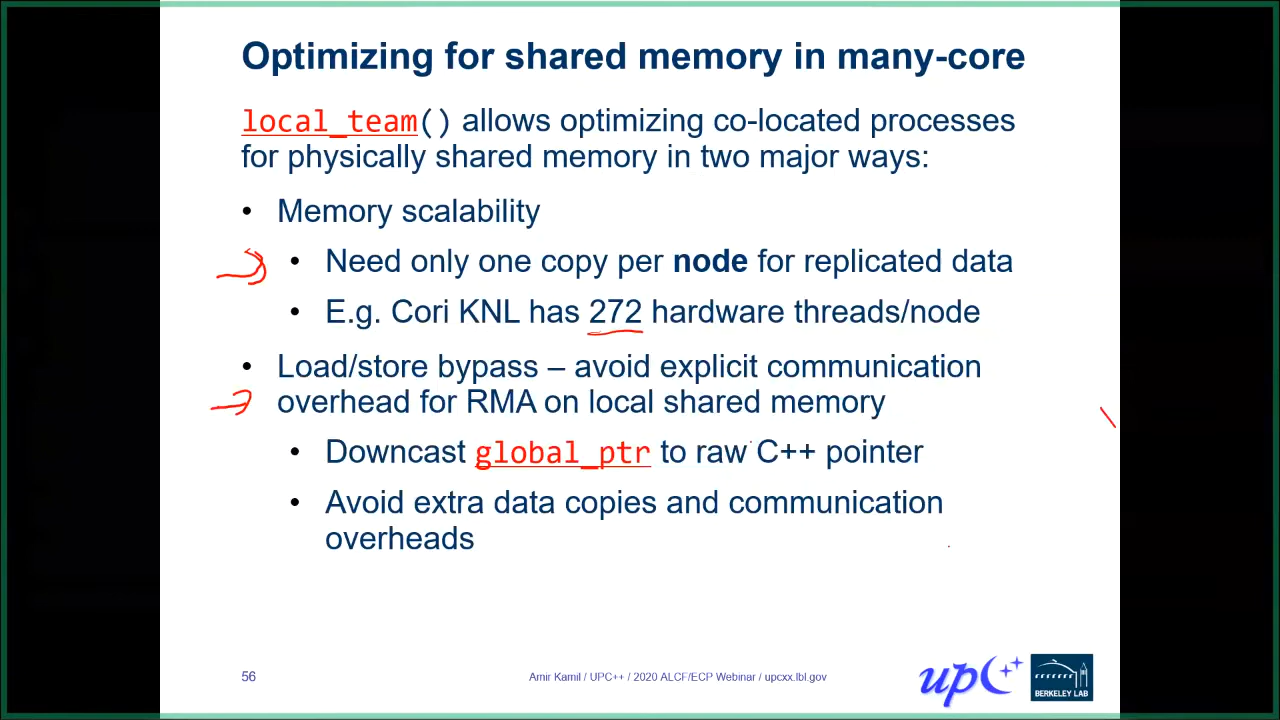 Optimizing for shared memory in many-core
local_team() allows optimizing co-located processes
for physically shared memory in two major ways:
• Memory scalability
• Need only one copy per node for replicated data
• E.g. Cori KNL has 272 hardware threads/node
• Load/store bypass – avoid explicit communication
overhead for RMA on local shared memory
• Downcast global_ptr to raw C++ pointer
• Avoid extra data copies and communication
overheads
56
Amir Kamil / UPC++ / 2020 ALCF/ECP Webinar / upcxx.lbl.gov
UPC++
BERKELEY LAB